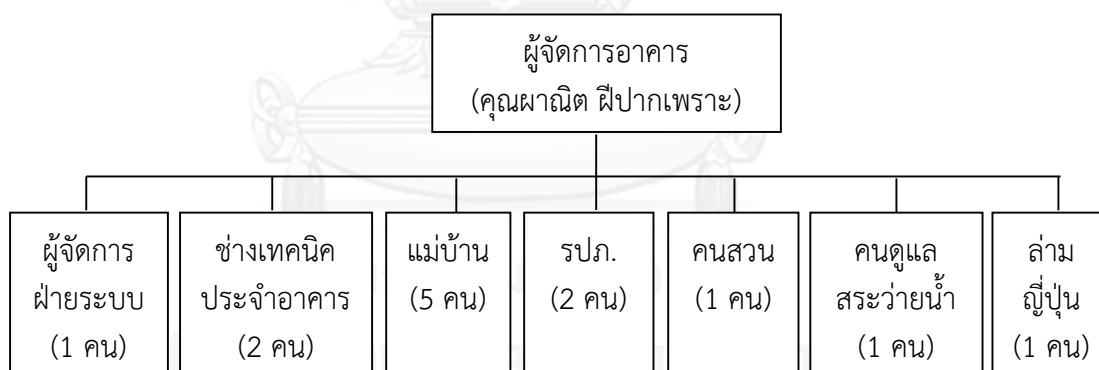 ผู้จัดการอาคาร
(คุณผาณิต ฝีปากเพราะ)
ผู้จัดการ
ฝ่ายระบบ
(1 คน)
ช่างเทคนิค
ประจำอาคาร
(2 คน)
แม่บ้าน
(5 คน)
รปภ.
(2 คน)
คนสวน
(1 คน)
คนดูแล
สระว่ายน้ำ
(1 คน)
ล่าม
ญี่ปุ่น
(1 คน)